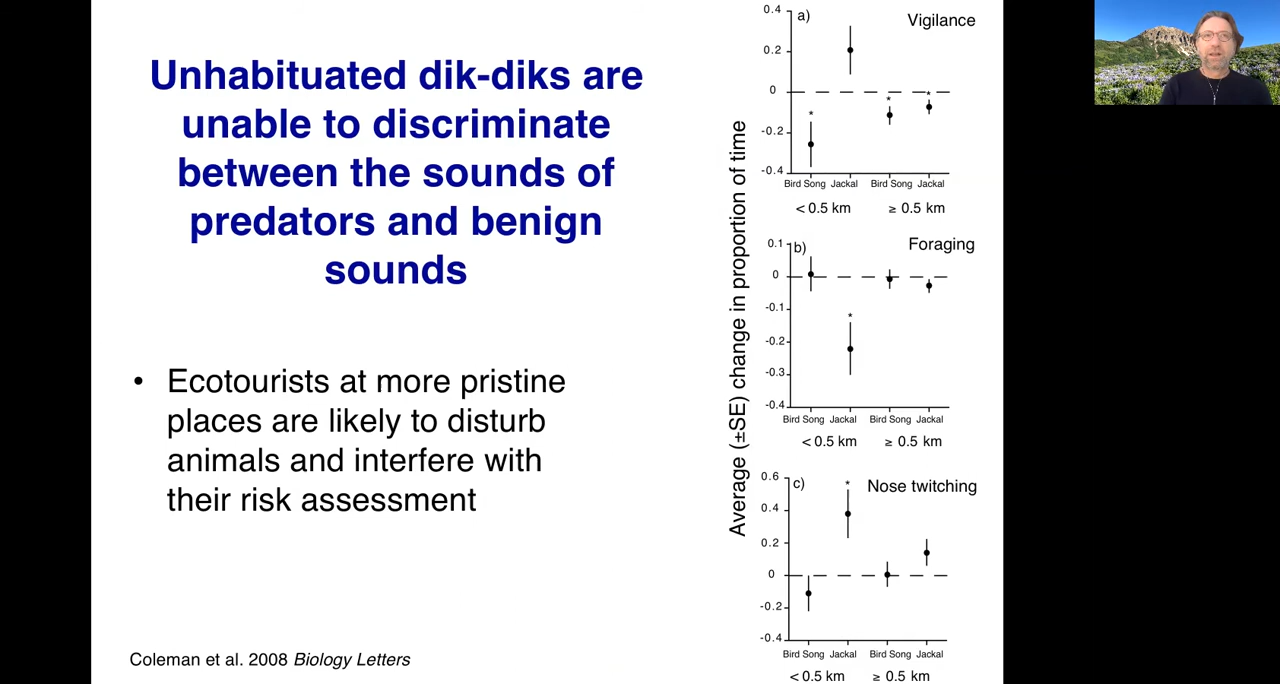 Unhabituated dik-diks are
unable to discriminate
between the sounds of
predators and benign
sounds
• Ecotourists at more pristine
places are likely to disturb
animals and interfere with
their risk assessment
Coleman et al. 2008 Biology Letters
Average (±SE) change in proportion of time
a)
Vigilance
0.4
0.2
0
-0.2
-0.4
* * *
Bird Song Jackal Bird Song Jackal
< 0.5 km ≥ 0.5 km
b)
Foraging
0.1
0
-0.1
-0.2
-0.3
-0.4
*
Bird Song Jackal Bird Song Jackal
< 0.5 km ≥ 0.5 km
c)
Nose twitching
0.6
0.4
0.2
0
-0.2
-0.4
*
Bird Song Jackal Bird Song Jackal
< 0.5 km ≥ 0.5 km